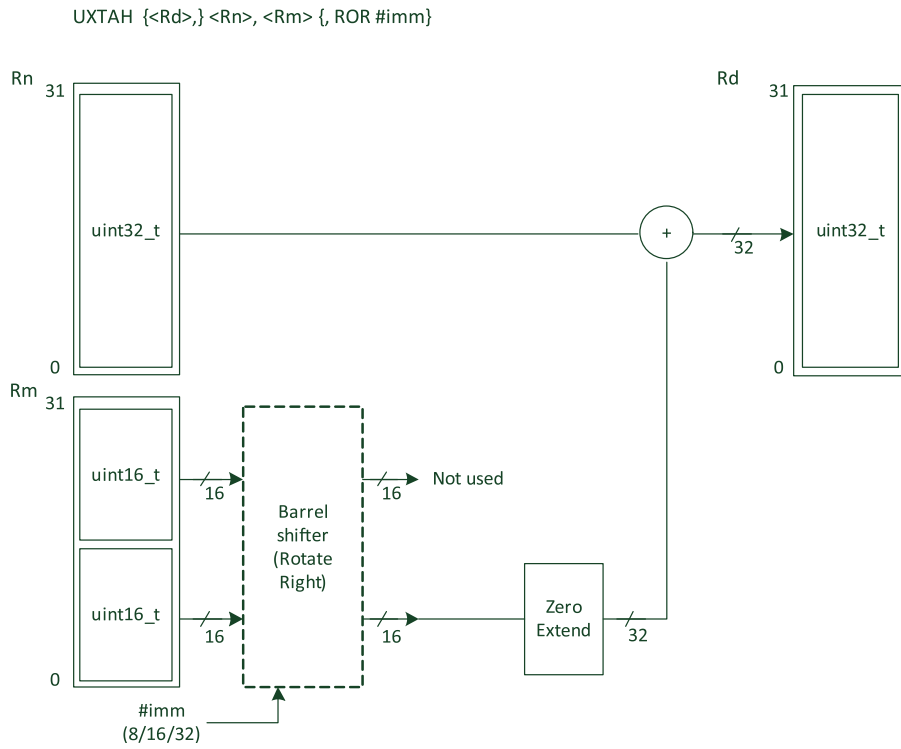 UXTAH {<Rd>,} <Rn>, <Rm> {, ROR #imm}
Rn
31
uint32_t
0
Rd
31
uint32_t
0
+
32
Rm
31
uint16_t
uint16_t
0
16
16
Barrel
shifter
(Rotate
Right)
16
Not used
16
Zero
Extend
32
#imm
(8/16/32)